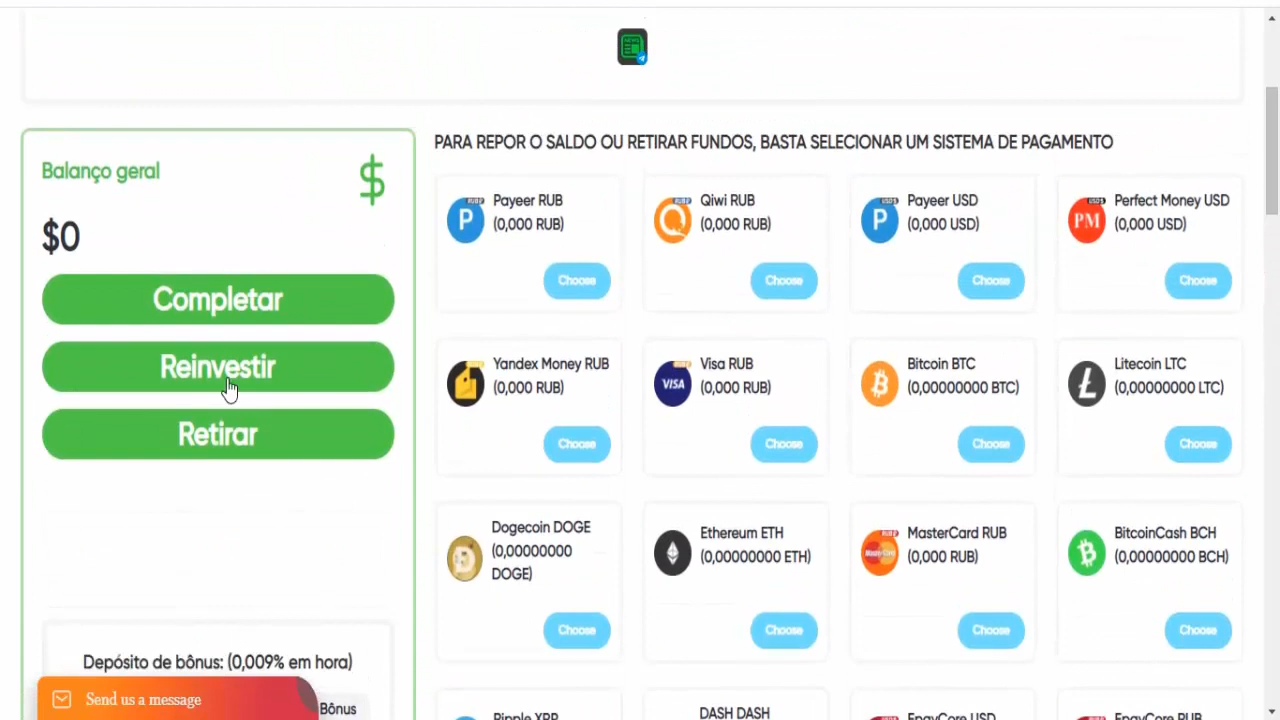 Balanço geral
$0
Completar
Reinvestir
Retirar
Depósito de bônus: (0,009% em hora)
Bônus
Send us a message
PARA REPOR O SALDO OU RETIRAR FUNDOS, BASTA SELECIONAR UM SISTEMA DE PAGAMENTO
P
Payeer RUB
(0,000 RUB)
Choose
Qiwi RUB
(0,000 RUB)
Choose
P
Payeer USD
(0,000 USD)
Choose
PM
Perfect Money USD
(0,000 USD)
Choose
Yandex Money RUB
(0,000 RUB)
Choose
VISA
Visa RUB
(0,000 RUB)
Choose
Bitcoin BTC
(0,00000000 BTC)
Choose
Litecoin LTC
(0,00000000 LTC)
Choose
Dogecoin DOGE
(0,00000000
DOGE)
Choose
Ethereum ETH
(0,00000000 ETH)
Choose
MasterCard
MasterCard RUB
(0,000 RUB)
Choose
BitcoinCash BCH
(0,00000000 BCH)
Choose
Ripple XRP
DASH DASH
EpayCore USD
EpayCore RUB